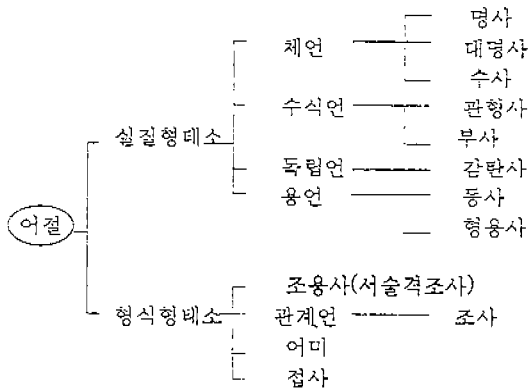 명사
체언 대명사
수사
수식언 관형사
실질형태소 부사
독립언 감탄사
용언 동사
어절 형용사
조용사(서술격조사)
형식형태소 관계언 조사
어미
접사